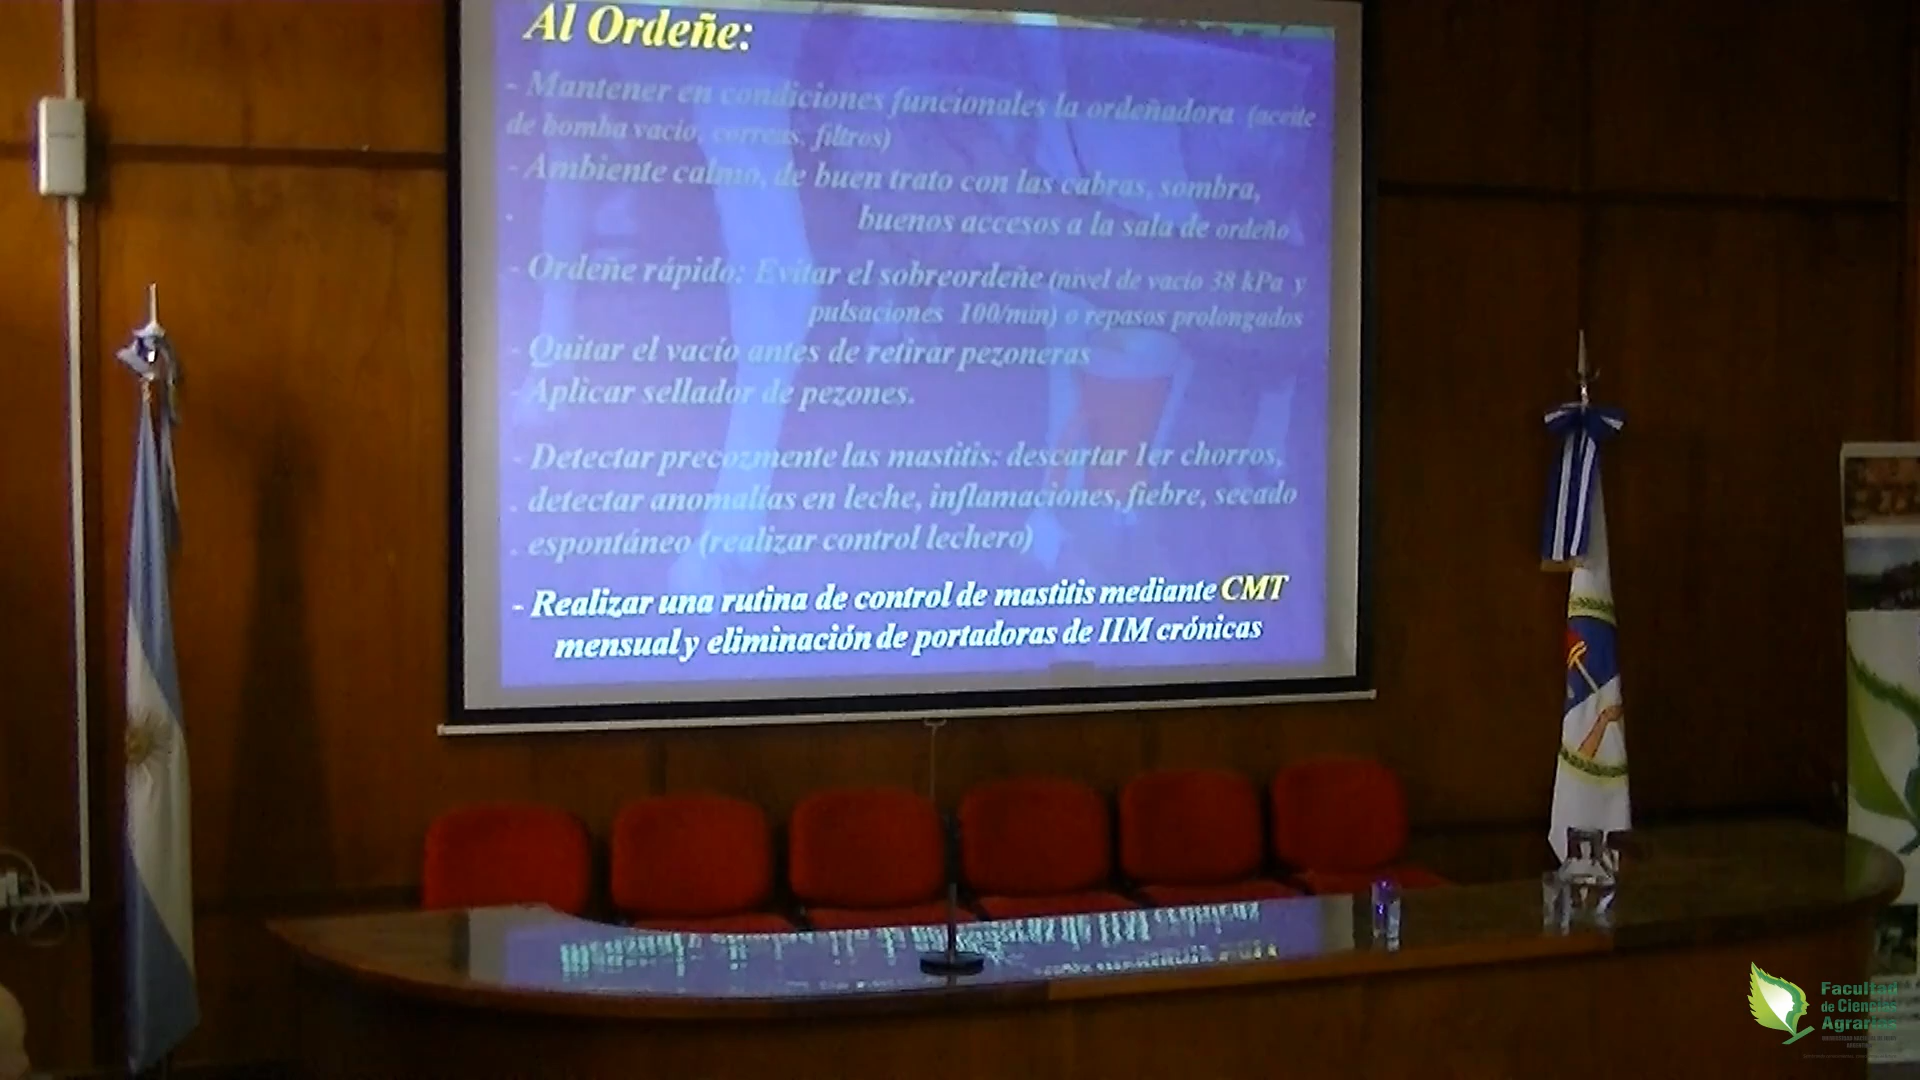 Al Ordeñe:
- Mantener en condiciones funcionales la ordeñadora (aceite
de bomba vacío, correas, filtros)
- Ambiente calmo, de buen trato con las cabras, sombra,
. buenos accesos a la sala de ordeño
- Ordeñe rápido: Evitar el sobreordeñe (nivel de vacío 38 kPa y
pulsaciones 100/min) o repasos prolongados
- Quitar el vacío antes de retirar pezoneras
- Aplicar sellador de pezones.
- Detectar precozmente las mastitis: descartar 1er chorros,
. detectar anomalías en leche, inflamaciones, fiebre, secado
. espontáneo (realizar control lechero)
- Realizar una rutina de control de mastitis mediante CMT
mensual y eliminación de portadoras de IIM crónicas
Facultad
de Ciencias
Agrarias